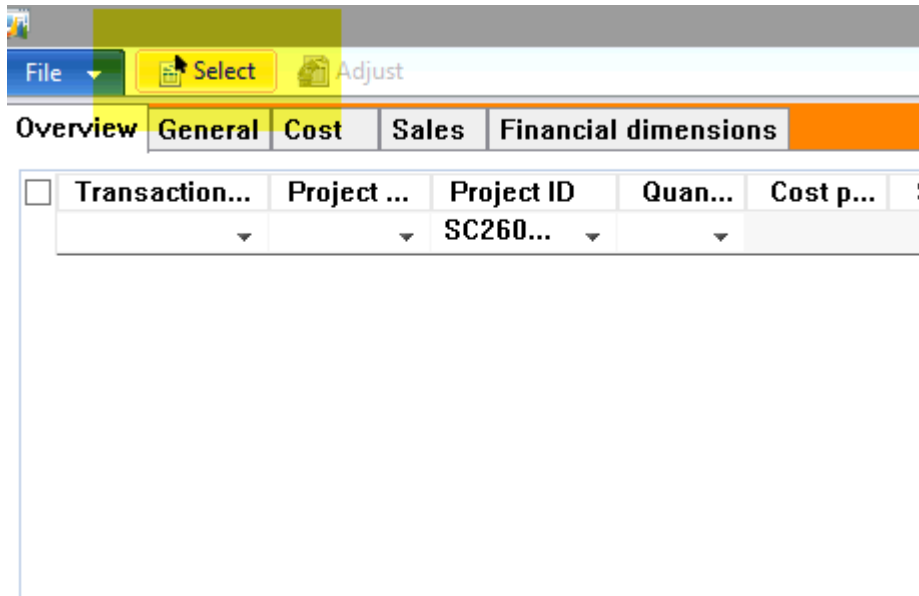 File Select Adjust
Overview General Cost Sales Financial dimensions
Transaction... Project ... Project ID Quan... Cost p...
SC260...